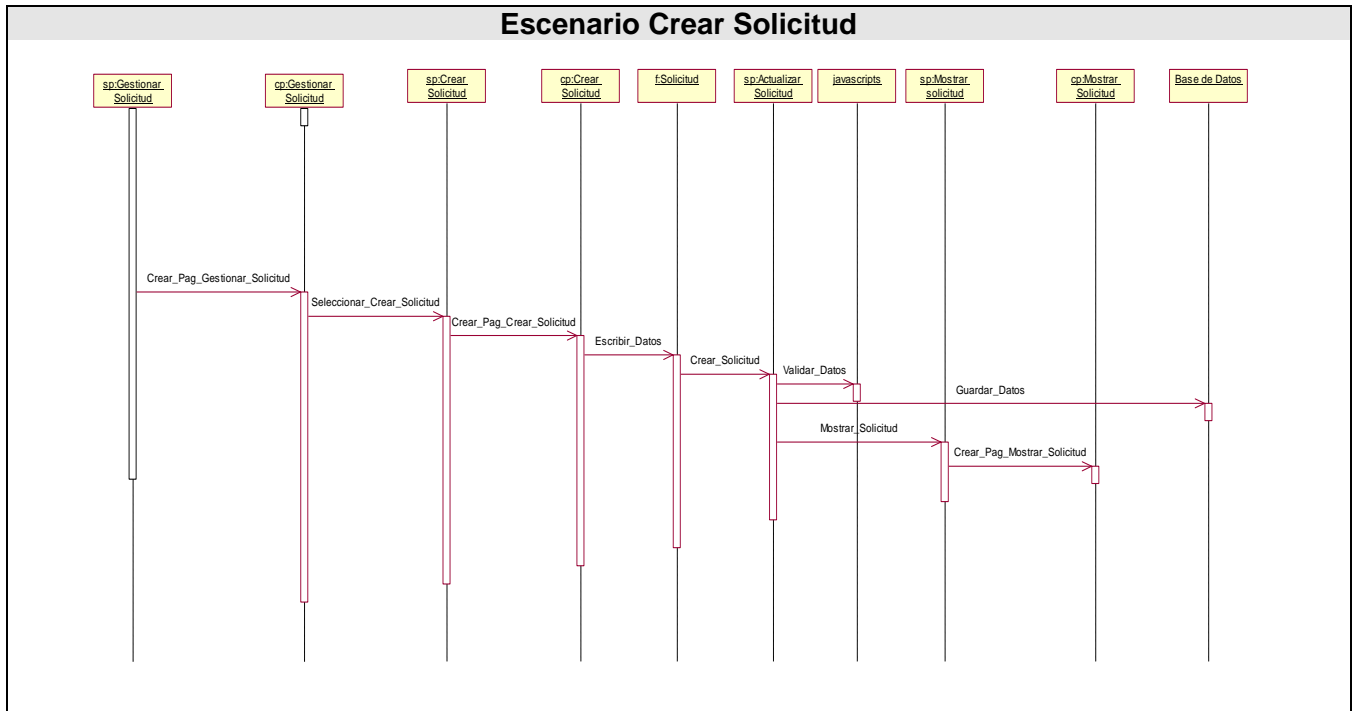 Escenario Crear Solicitud
sp:Gestionar
Solicitud
cp:Gestionar
Solicitud
sp:Crear
Solicitud
cp:Crear
Solicitud
f:Solicitud
sp:Actualizar
Solicitud
javascripts
sp:Mostrar
solicitud
cp:Mostrar
Solicitud
Base de Datos
Crear_Pag_Gestionar_Solicitud
Seleccionar_Crear_Solicitud
Crear_Pag_Crear_Solicitud
Escribir_Datos
Crear_Solicitud
Validar_Datos
Guardar_Datos
Mostrar_Solicitud
Crear_Pag_Mostrar_Solicitud